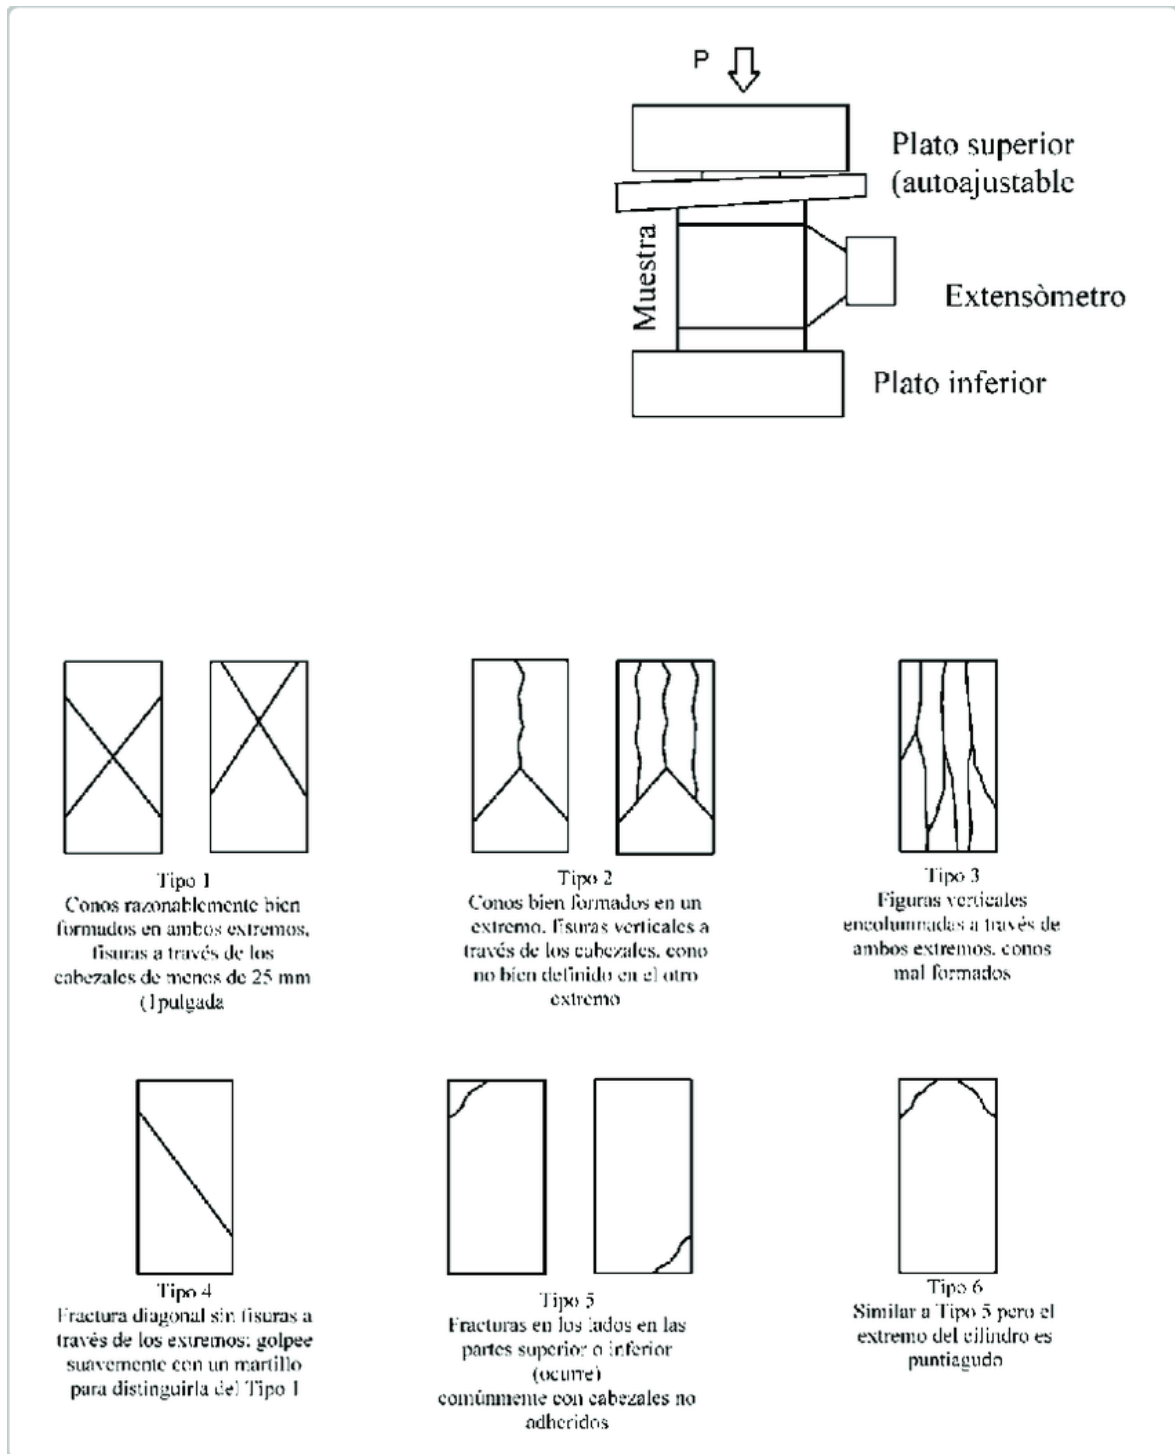 P
Plato superior
(autoajustable
Muestra
Extensòmetro
Plato inferior
Tipo 1
Conos razonablemente bien
formados en ambos extremos,
fisuras a través de los
cabezales de menos de 25 mm
(1pulgada
Tipo 2
Conos bien formados en un
extremo, fisuras verticales a
través de los cabezales, cono
no bien definido en el otro
extremo
Tipo 3
Figuras verticales
encolumnadas a través de
ambos extremos, conos
mal formados
Tipo 4
Fractura diagonal sin fisuras a
través de los extremos; golpee
suavemente con un martillo
para distinguirla del Tipo 1
Tipo 5
Fracturas en los lados en las
partes superior o inferior
(ocurre)
comúnmente con cabezales no
adheridos
Tipo 6
Similar a Tipo 5 pero el
extremo del cilindro es
puntiagudo